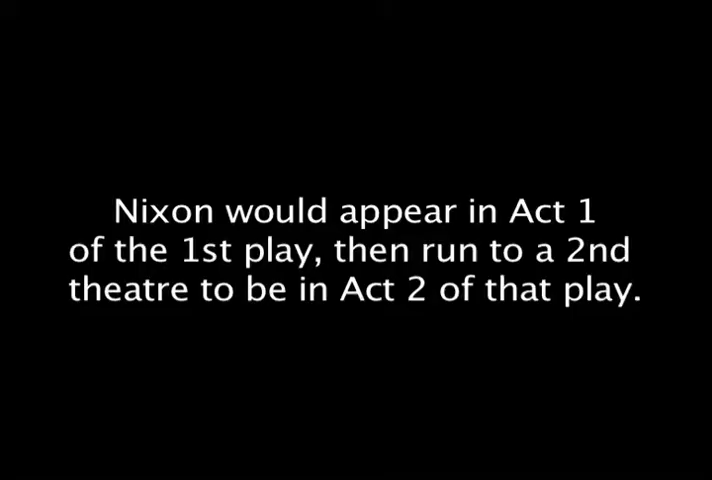 Nixon would appear in Act 1
of the 1st play, then run to a 2nd
theatre to be in Act 2 of that play.